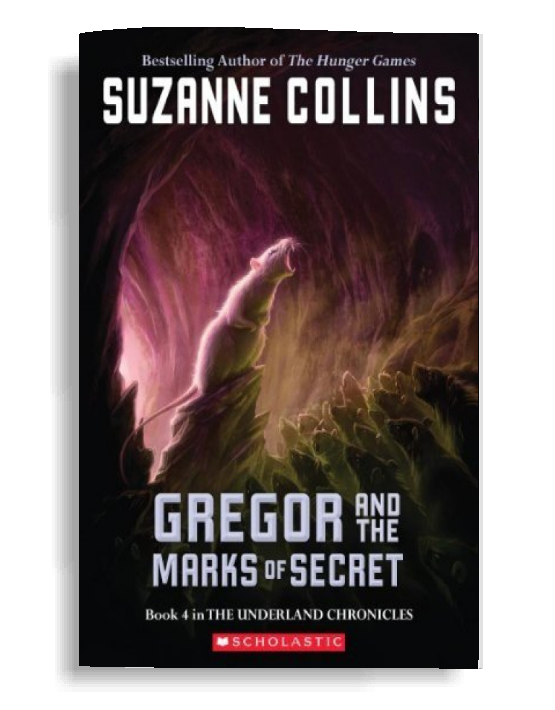 Bestselling Author of The Hunger Games
SUZANNE COLLINS
GREGOR AND THE
MARKS OF SECRET
Book 4 in THE UNDERLAND CHRONICLES
SCHOLASTIC